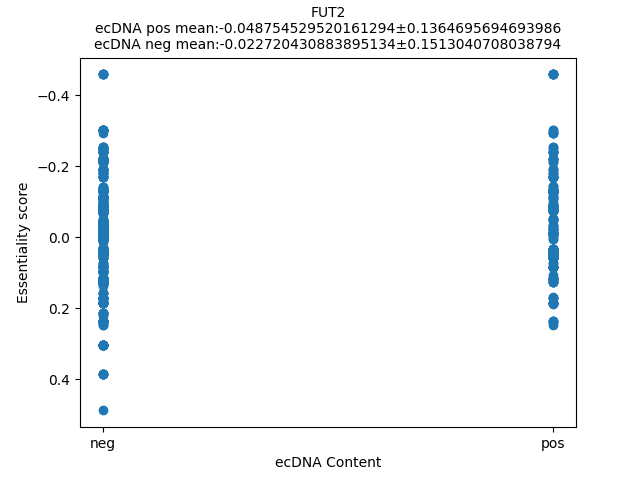 FUT2
ecDNA pos mean:-0.048754529520161294±0.1364695694693986
ecDNA neg mean:-0.022720430883895134±0.1513040708038794
−0.4
−0.2
0.0
0.2
0.4
Essentiality score
neg
pos
ecDNA Content